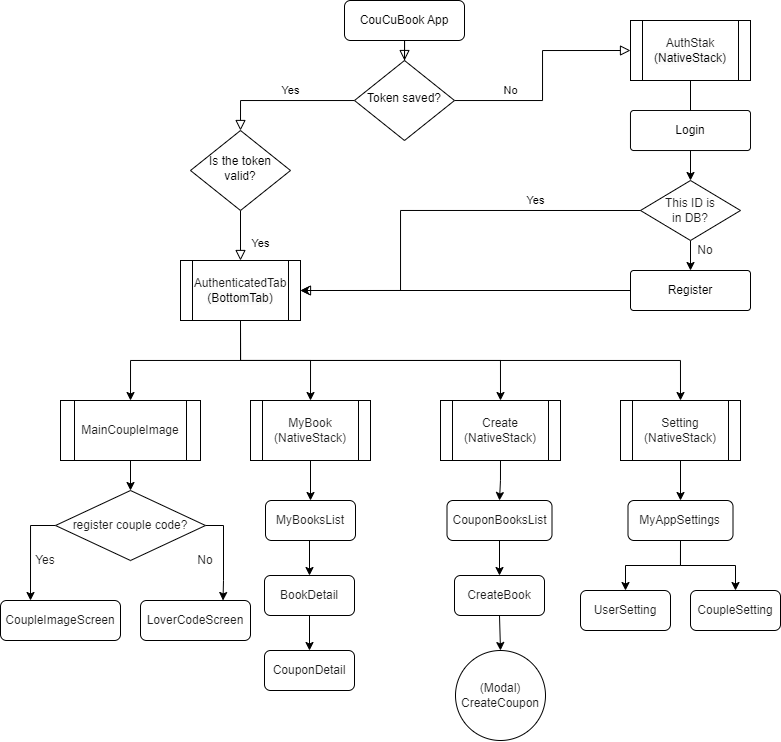 CouCuBook App
AuthStak
(NativeStack)
Token saved?
Yes
No
Login
Is the token
valid?
Yes
This ID is
in DB?
Yes
No
AuthenticatedTab
(BottomTab)
Register
MainCoupleImage
MyBook
(NativeStack)
Create
(NativeStack)
Setting
(NativeStack)
register couple code?
Yes
No
MyBooksList
CouponBooksList
MyAppSettings
CoupleImageScreen
LoverCodeScreen
BookDetail
CreateBook
UserSetting
CoupleSetting
CouponDetail
(Modal)
CreateCoupon